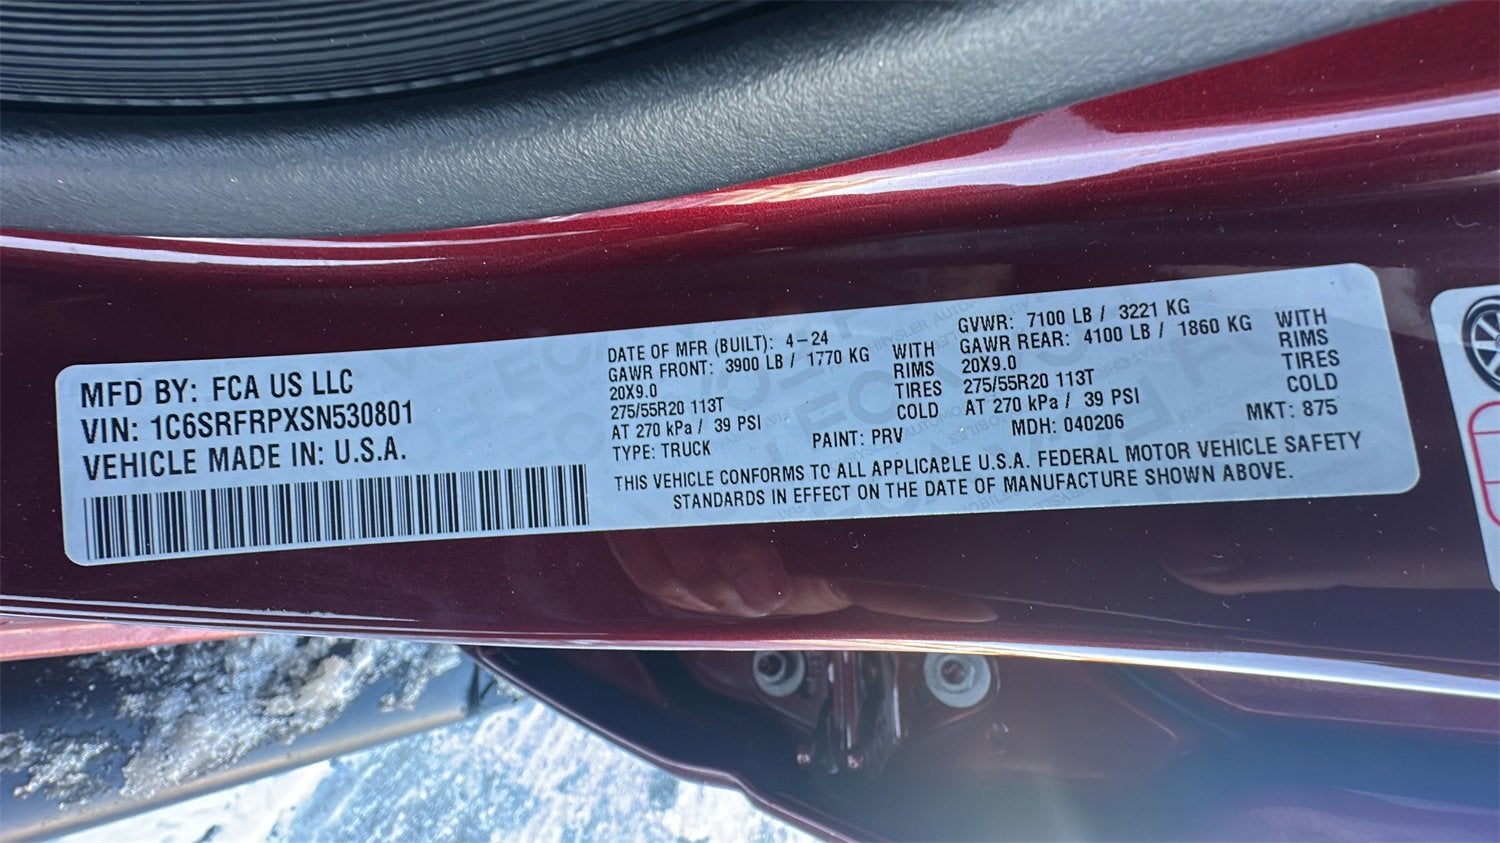 MFD BY: FCA US LLC
VIN: 1C6SRFRPXSN530801
VEHICLE MADE IN: U.S.A.
DATE OF MFR (BUILT): 4-24
GAWR FRONT: 3900 LB / 1770 KG WITH
20X9.0 RIMS
275/55R20 113T TIRES
AT 270 kPa / 39 PSI COLD
TYPE: TRUCK
PAINT: PRV
GVWR: 7100 LB / 3221 KG
GAWR REAR: 4100 LB / 1860 KG WITH
20X9.0 RIMS
275/55R20 113T TIRES
AT 270 kPa / 39 PSI COLD
MDH: 040206
MKT: 875
THIS VEHICLE CONFORMS TO ALL APPLICABLE U.S.A. FEDERAL MOTOR VEHICLE SAFETY
STANDARDS IN EFFECT ON THE DATE OF MANUFACTURE SHOWN ABOVE.